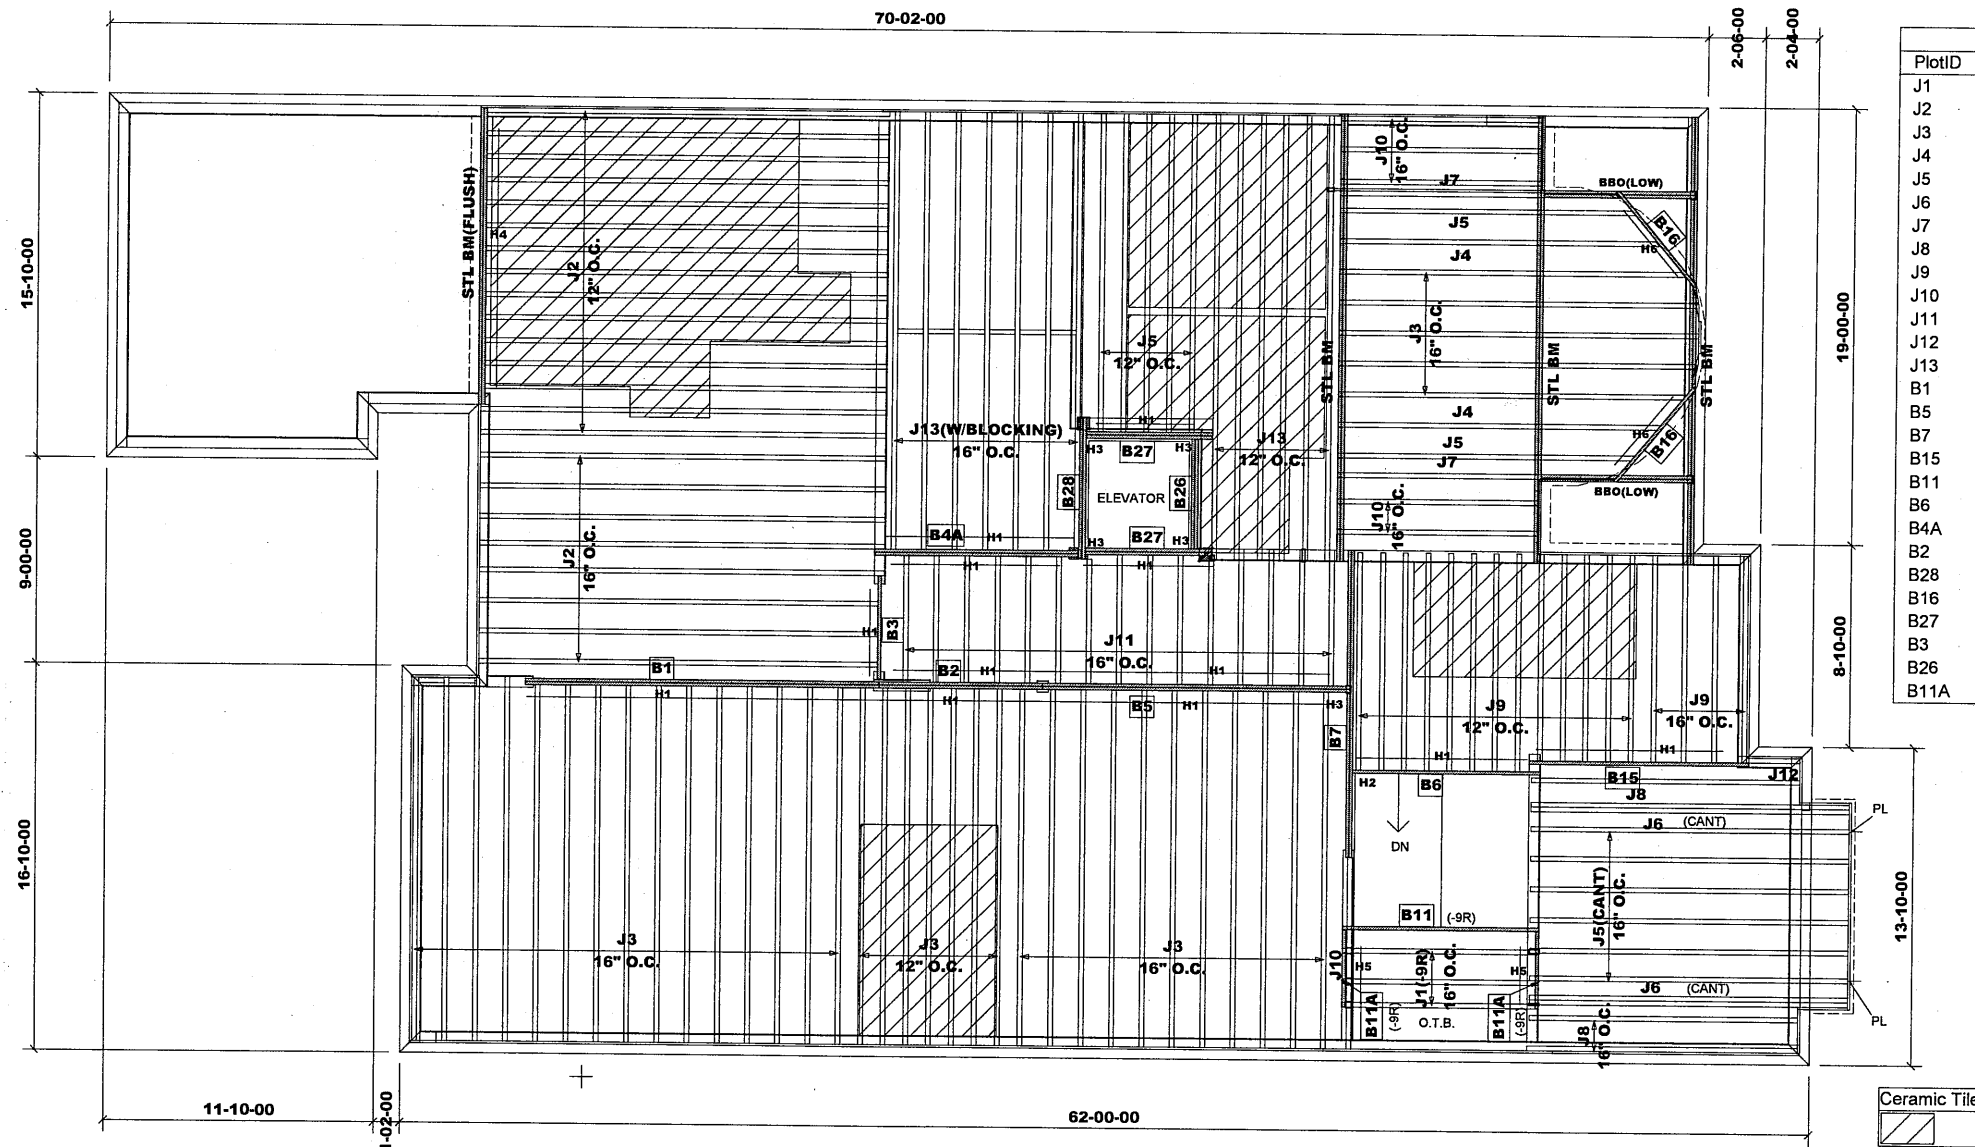 70-02-00
2-06-00
2-04-00
PlotID
J1
J2
J3
J4
J5
J6
J7
J8
J9
J10
J11
J12
J13
B1
B5
B7
B15
B11
B6
B4A
B2
B28
B16
B27
B3
B26
B11A
15-10-00
9-00-00
16-10-00
19-00-00
8-10-00
13-10-00
STL BM(FLUSH)
H4
J2
12" O.C.
J10
16" O.C.
J7
J5
J4
J3
16" O.C.
J4
J5
J7
J10
16" O.C.
BBO(LOW)
B16
H6
STL BM
STL BM
STL BM
H6
B16
BBO(LOW)
J5
12" O.C.
H1
J13(W/BLOCKING)
16" O.C.
H3
B27
H3
J13
12" O.C.
B28
ELEVATOR
B26
B4A
H1
H3
B27
H3
H1
H1
J2
16" O.C.
H1
B3
J11
16" O.C.
B1
H1
B2
H1
H1
H1
B5
H1
H3
B7
J9
12" O.C.
J9
16" O.C.
H1
H1
H2
B6
B15
J12
J8
J6 (CANT)
PL
DN
J5(CANT)
16" O.C.
B11
(-9R)
J3
16" O.C.
J3
12" O.C.
J3
16" O.C.
J10
H5
J1(-9R)
16" O.C.
H5
J6 (CANT)
PL
B11A
(-9R)
O.T.B.
B11A
(-9R)
J8
16" O.C.
11-10-00
1-02-00
62-00-00
Ceramic Tile